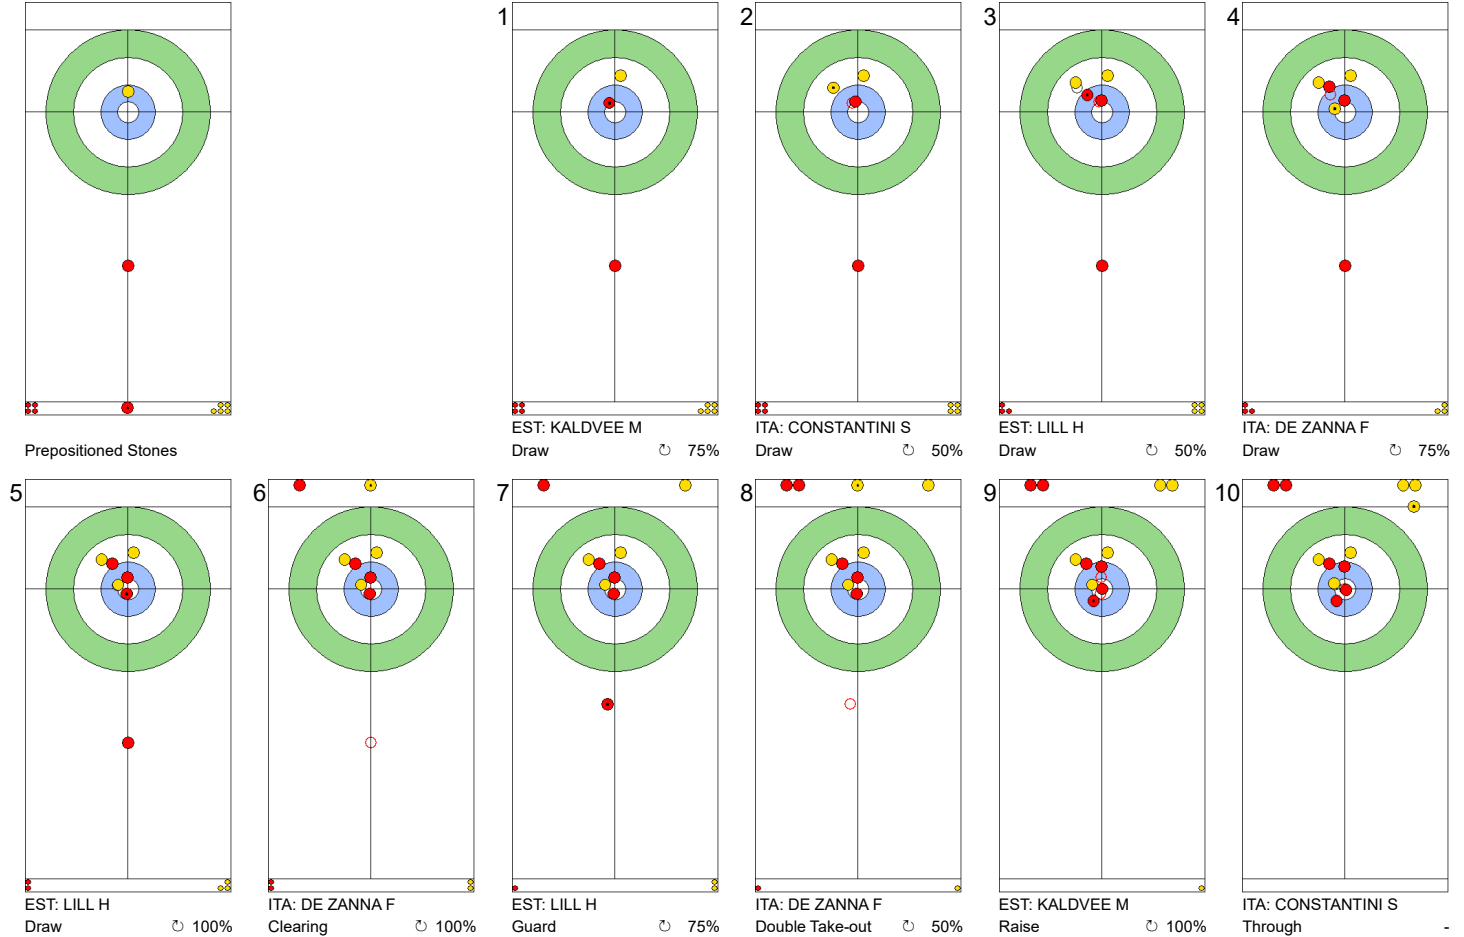 1
2
3
4
Prepositioned Stones
EST: KALDVEE M
Draw ↻ 75%
ITA: CONSTANTINI S
Draw ↻ 50%
EST: LILL H
Draw ↻ 50%
ITA: DE ZANNA F
Draw ↻ 75%
5
6
7
8
9
10
EST: LILL H
Draw ↻ 100%
ITA: DE ZANNA F
Clearing ↻ 100%
EST: LILL H
Guard ↻ 75%
ITA: DE ZANNA F
Double Take-out ↻ 50%
EST: KALDVEE M
Raise ↻ 100%
ITA: CONSTANTINI S
Through -